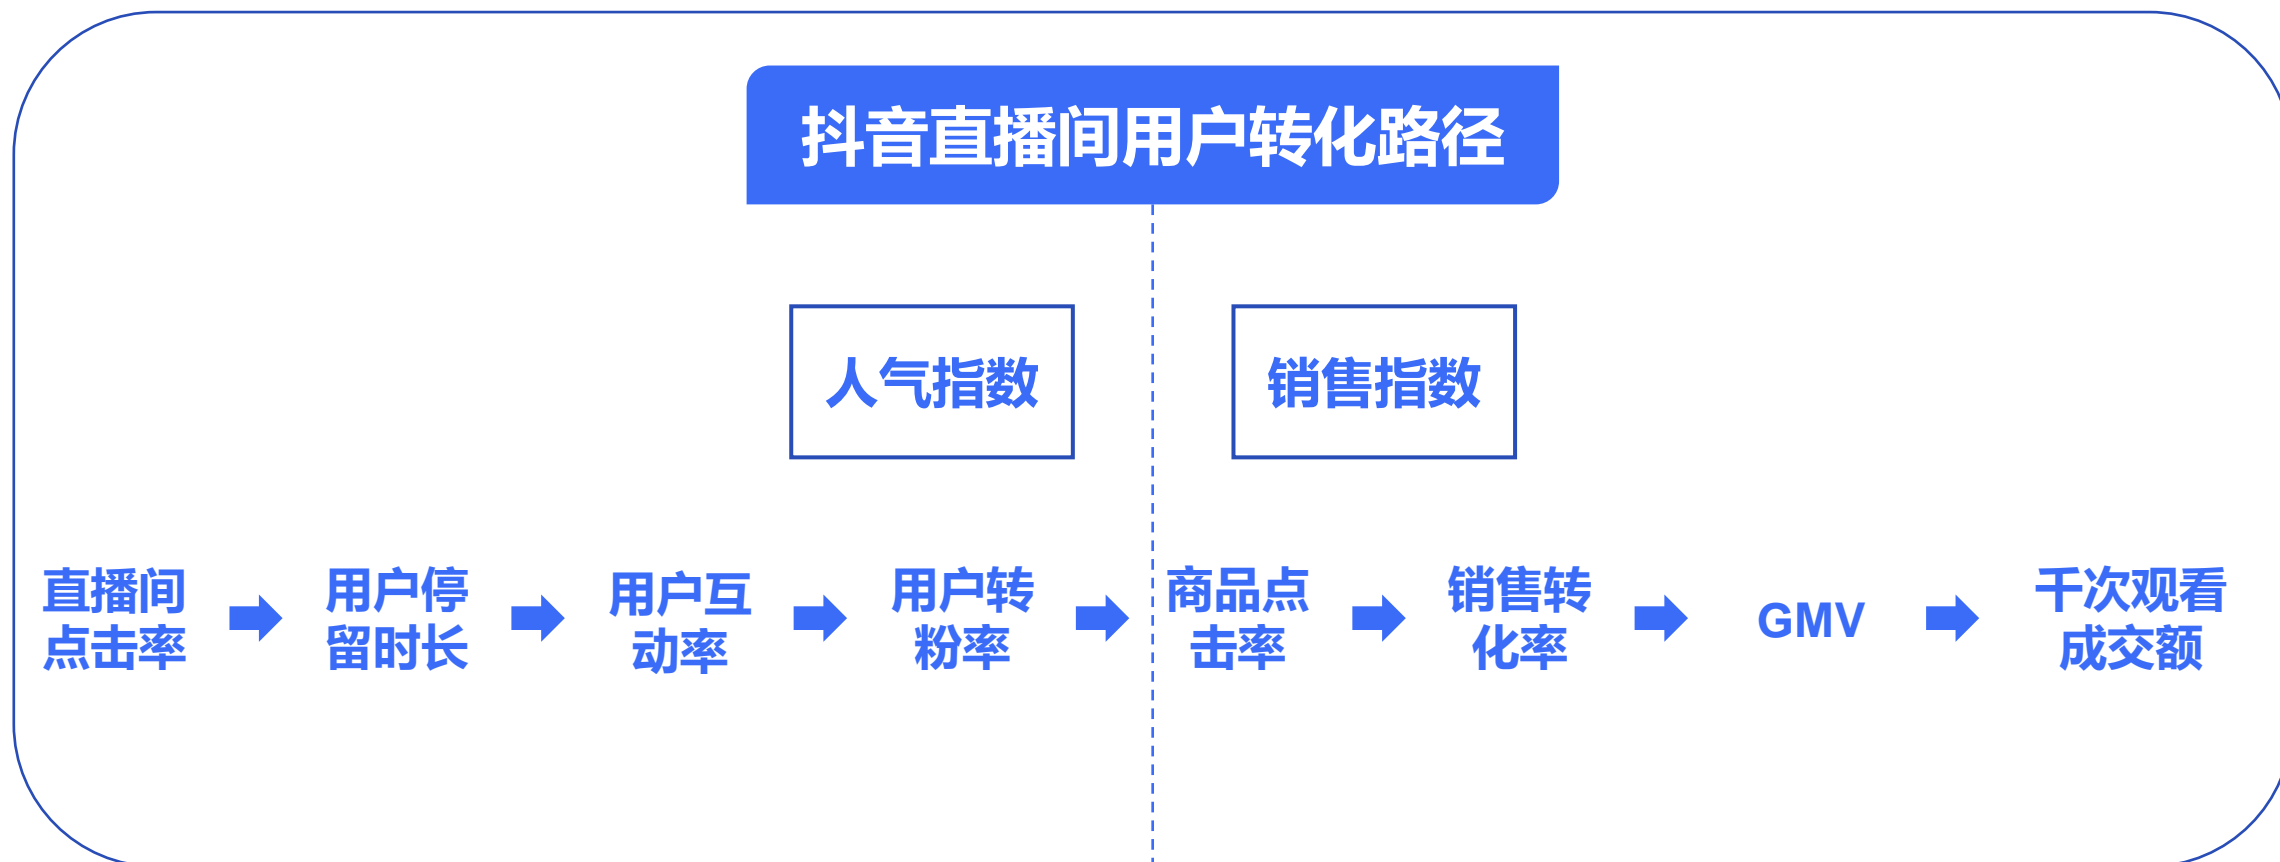 抖音直播间用户转化路径
人气指数
销售指数
直播间
点击率
用户停
留时长
用户互
动率
用户转
粉率
商品点
击率
销售转
化率
GMV
千次观看
成交额